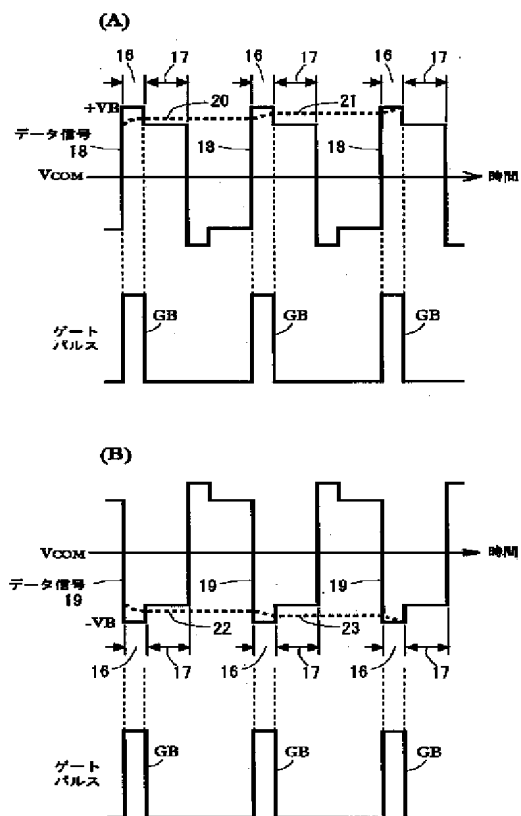 (A)
16 17 16 17 16 17
+VB 20 21
データ信号
18 18 18
VCOM 時間
GB GB GB
ゲート
パルス
(B)
VCOM 時間
データ信号
19 19 19
-VB 22 23
16 17 16 17 16 17
GB GB GB
ゲート
パルス